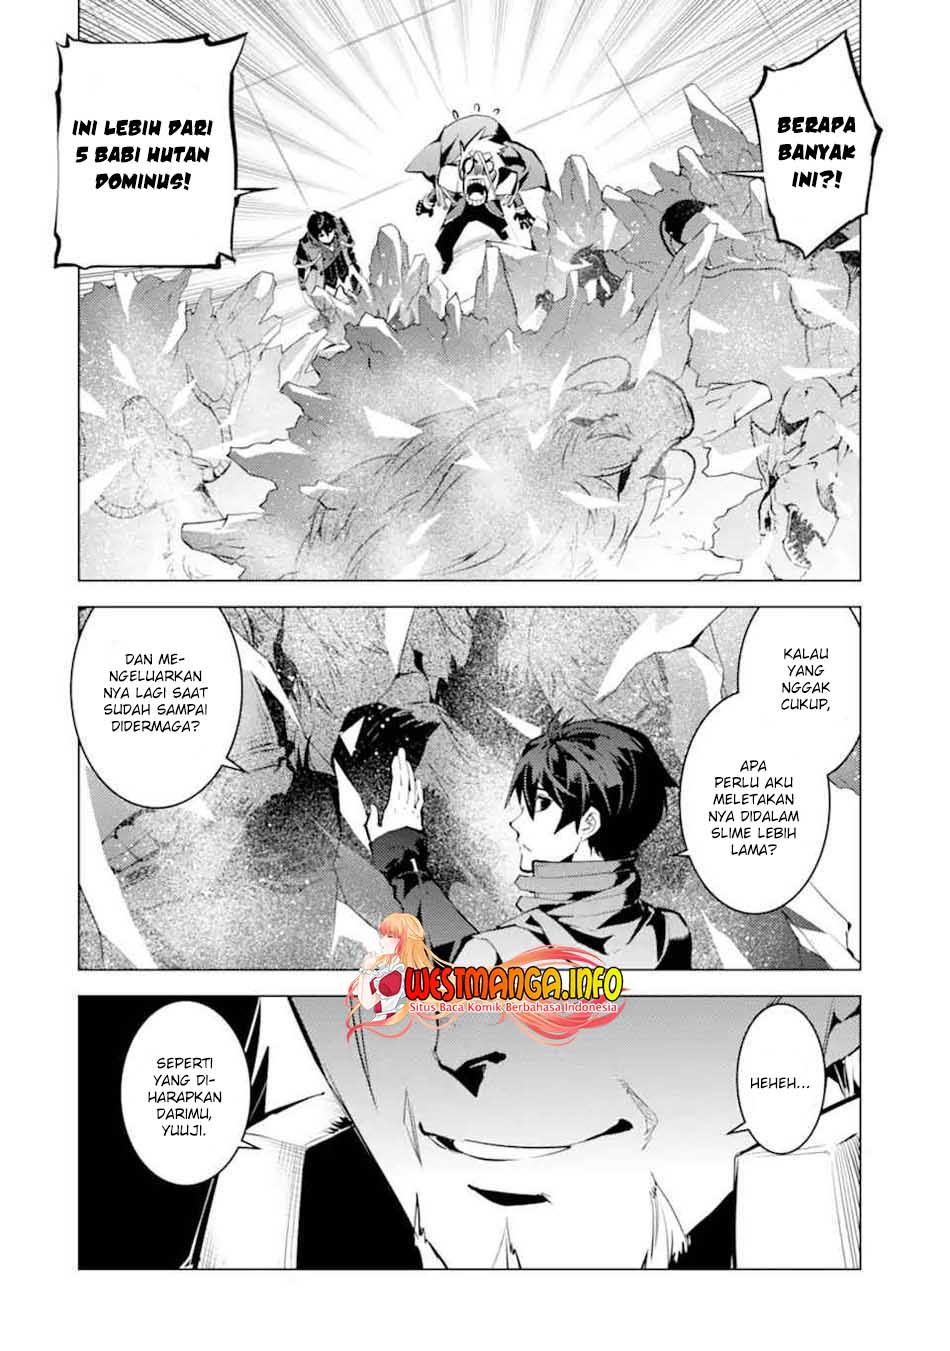 BERAPA
BANYAK
INI?!
INI LEBIH DARI
5 BABI HUTAN
DOMINUS!
KALAU
YANG
NGGAK
CUKUP,
APA
PERLU AKU
MELETAKAN
NYA DIDALAM
SLIME LEBIH
LAMA?
DAN ME-
NGELUARKAN
NYA LAGI SAAT
SUDAH SAMPAI
DIDERMAGA?
WESTMANGA.INFO
Situs Baca Komik Berbahasa Indonesia
HEHEH...
SEPERTI
YANG DI-
HARAPKAN
DARIMU,
YUUJI.